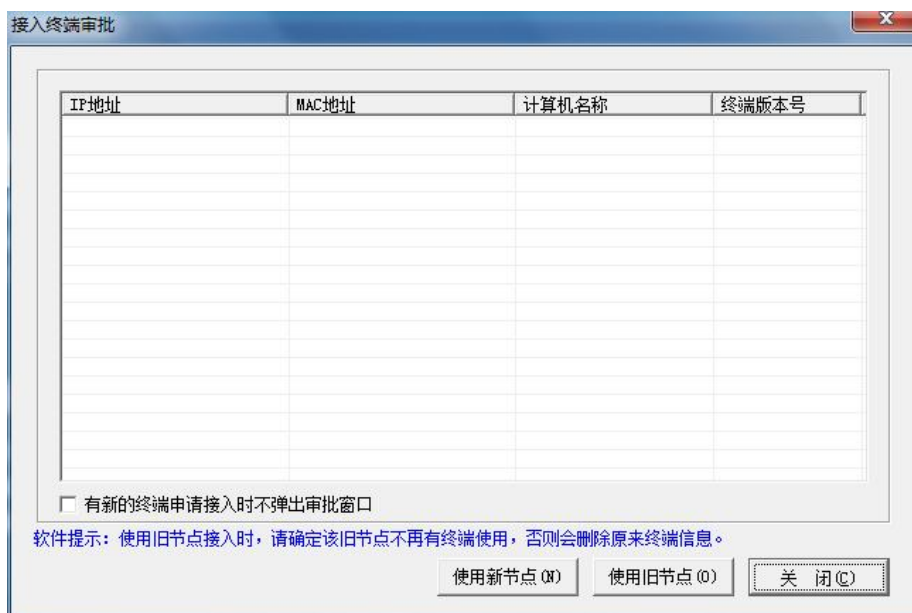 接入终端审批
IP地址 MAC地址 计算机名称 终端版本号
有新的终端申请接入时不弹出审批窗口
软件提示：使用旧节点接入时，请确定该旧节点不再有终端使用，否则会删除原来终端信息。
使用新节点(N) 使用旧节点(O) 关 闭(C)